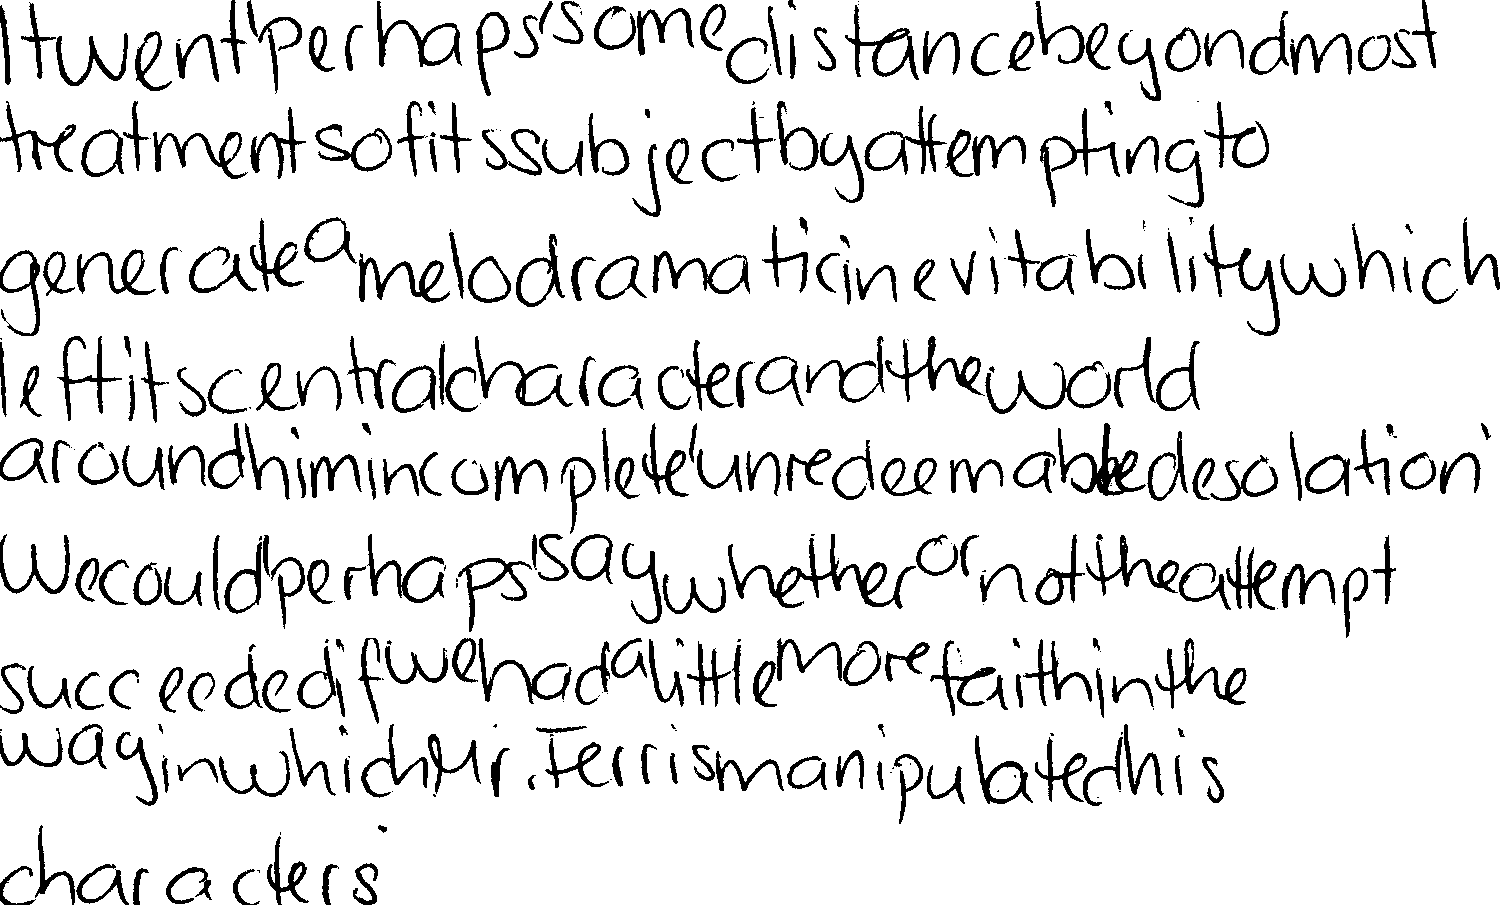 It went 'perhaps' some distance beyond most
treatments of its subject by attempting to
generate a melodramatic inevitability which
left its central character and the world
around him in complete 'unredeemable desolation'
We could 'perhaps' say whether or not the attempt
succeeded if we had a little more faith in the
way in which Mr. Ferris manipulated his
characters